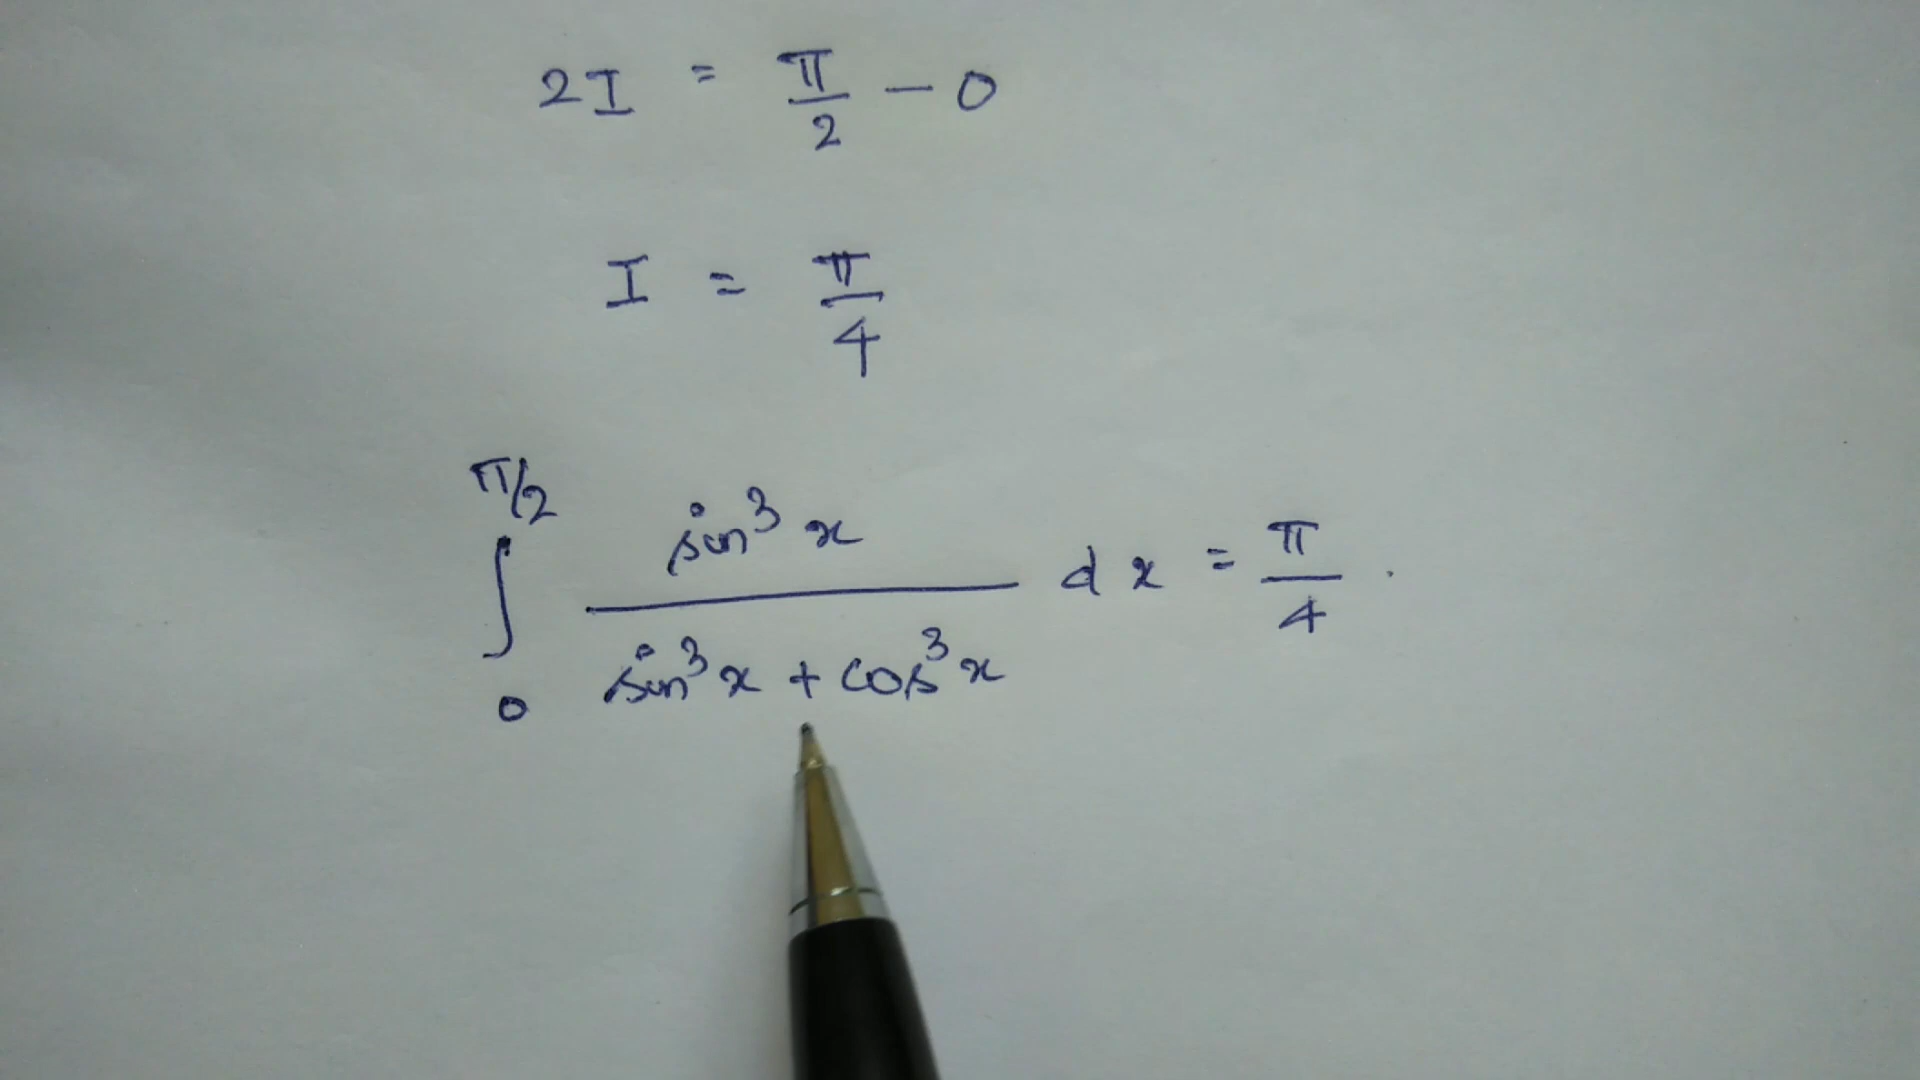 2I = π/2 - 0
I = π/4
∫₀^π/2 sin³x / (sin³x + cos³x) dx = π/4.